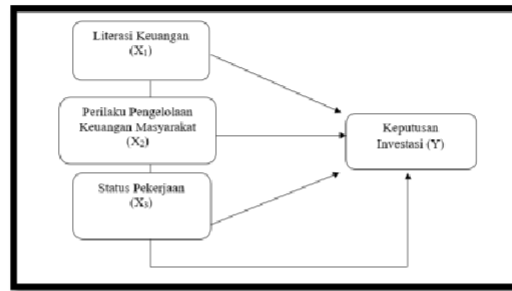 Literasi Keuangan
(X₁)
Perilaku Pengelolaan
Keuangan Masyarakat
(X₂)
Status Pekerjaan
(X₃)
Keputusan
Investasi (Y)